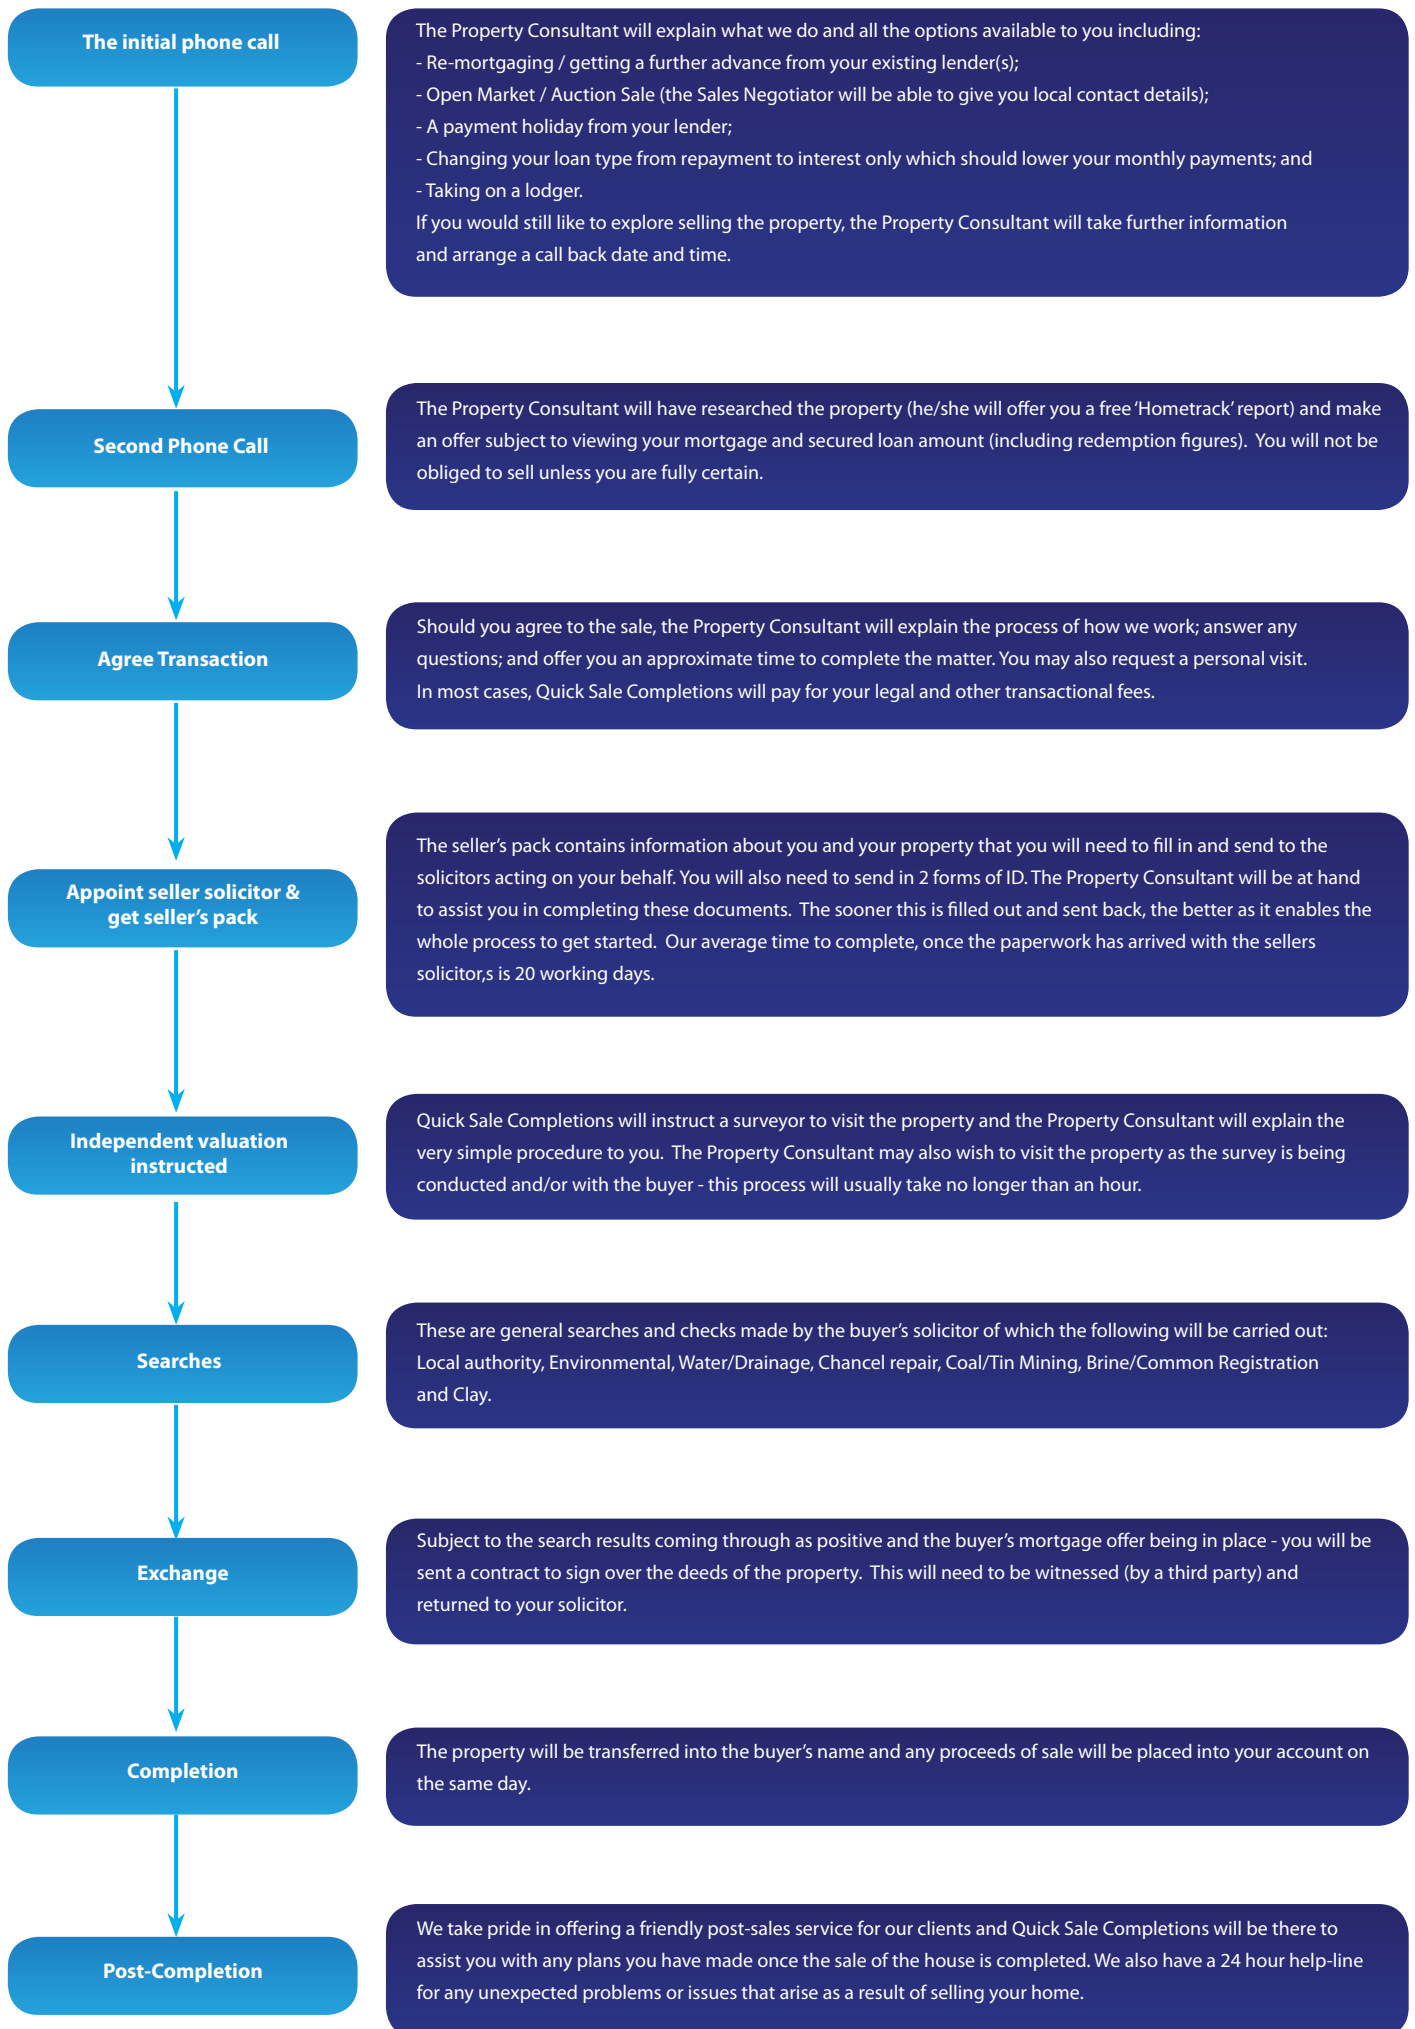 The initial phone call
The Property Consultant will explain what we do and all the options available to you including:
- Re-mortgaging / getting a further advance from your existing lender(s);
- Open Market / Auction Sale (the Sales Negotiator will be able to give you local contact details);
- A payment holiday from your lender;
- Changing your loan type from repayment to interest only which should lower your monthly payments; and
- Taking on a lodger.
If you would still like to explore selling the property, the Property Consultant will take further information
and arrange a call back date and time.
Second Phone Call
The Property Consultant will have researched the property (he/she will offer you a free ‘Hometrack’ report) and make
an offer subject to viewing your mortgage and secured loan amount (including redemption figures). You will not be
obliged to sell unless you are fully certain.
Agree Transaction
Should you agree to the sale, the Property Consultant will explain the process of how we work; answer any
questions; and offer you an approximate time to complete the matter. You may also request a personal visit.
In most cases, Quick Sale Completions will pay for your legal and other transactional fees.
Appoint seller solicitor &
get seller’s pack
The seller’s pack contains information about you and your property that you will need to fill in and send to the
solicitors acting on your behalf. You will also need to send in 2 forms of ID. The Property Consultant will be at hand
to assist you in completing these documents. The sooner this is filled out and sent back, the better as it enables the
whole process to get started. Our average time to complete, once the paperwork has arrived with the sellers
solicitor,s is 20 working days.
Independent valuation
instructed
Quick Sale Completions will instruct a surveyor to visit the property and the Property Consultant will explain the
very simple procedure to you. The Property Consultant may also wish to visit the property as the survey is being
conducted and/or with the buyer - this process will usually take no longer than an hour.
Searches
These are general searches and checks made by the buyer’s solicitor of which the following will be carried out:
Local authority, Environmental, Water/Drainage, Chancel repair, Coal/Tin Mining, Brine/Common Registration
and Clay.
Exchange
Subject to the search results coming through as positive and the buyer’s mortgage offer being in place - you will be
sent a contract to sign over the deeds of the property. This will need to be witnessed (by a third party) and
returned to your solicitor.
Completion
The property will be transferred into the buyer’s name and any proceeds of sale will be placed into your account on
the same day.
Post-Completion
We take pride in offering a friendly post-sales service for our clients and Quick Sale Completions will be there to
assist you with any plans you have made once the sale of the house is completed. We also have a 24 hour help-line
for any unexpected problems or issues that arise as a result of selling your home.